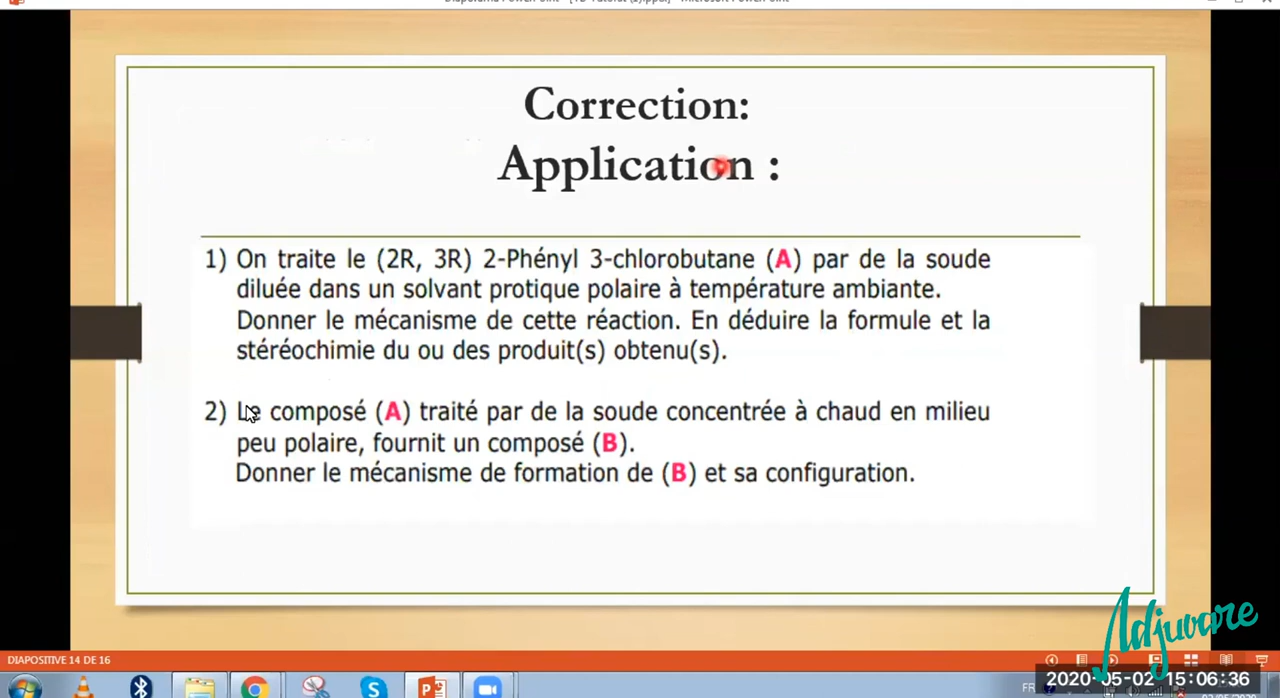 Correction:
Application :
1) On traite le (2R, 3R) 2-Phényl 3-chlorobutane (A) par de la soude
diluée dans un solvant protique polaire à température ambiante.
Donner le mécanisme de cette réaction. En déduire la formule et la
stéréochimie du ou des produit(s) obtenu(s).
2) Le composé (A) traité par de la soude concentrée à chaud en milieu
peu polaire, fournit un composé (B).
Donner le mécanisme de formation de (B) et sa configuration.
Adjuvare
DIAPOSITIVE 14 DE 16
FR
2020-05-02 15:06:36